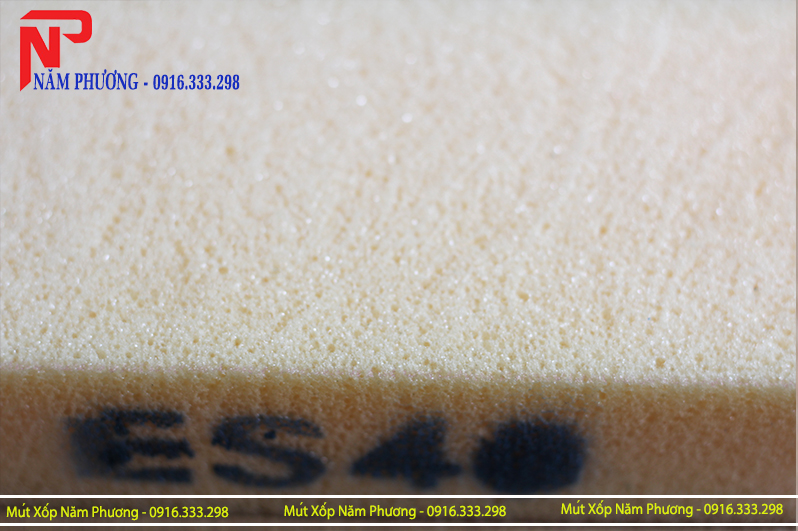 NP
NĂM PHƯƠNG - 0916.333.298
ES40
Mút Xốp Năm Phương - 0916.333.298 Mút Xốp Năm Phương - 0916.333.298 Mút Xốp Năm Phương - 0916.333.298